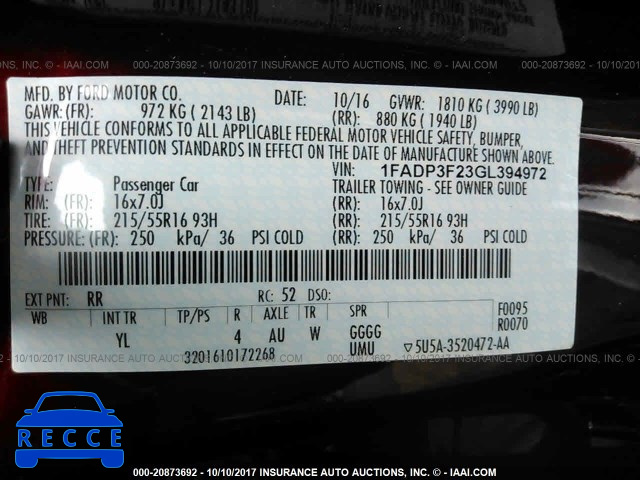 000-20873692 - 10/10/2017 INSURANCE AUTO AUCTIONS, INC. - © - IAAI.COM
MFD. BY FORD MOTOR CO. DATE: 10/16 GVWR: 1810 KG ( 3990 LB)
GAWR: (FR): 972 KG ( 2143 LB) (RR): 880 KG ( 1940 LB)
THIS VEHICLE CONFORMS TO ALL APPLICABLE FEDERAL MOTOR VEHICLE SAFETY, BUMPER,
AND THEFT PREVENTION STANDARDS IN EFFECT ON THE DATE OF MANUFACTURE SHOWN ABOVE.
VIN: 1FADP3F23GL394972
TYPE: Passenger Car TRAILER TOWING - SEE OWNER GUIDE
RIM: (FR): 16x7.0J (RR): 16x7.0J
TIRE: (FR): 215/55R16 93H (RR): 215/55R16 93H
PRESSURE: (FR): 250 kPa/ 36 PSI COLD (RR): 250 kPa/ 36 PSI COLD
000-20873692 - 10/10/2017 INSURANCE AUTO AUCTIONS, INC. - © - IAAI.COM
EXT PNT: RR RC: 52 DSO: F0095
WB INT TR TP/PS R AXLE TR SPR R0070
YL 4 AU W GGGG
3201610172268 UMU ▽5U5A-3520472-AA
RECCE
000-20873692 - 10/10/2017 INSURANCE AUTO AUCTIONS, INC. - © - IAAI.COM